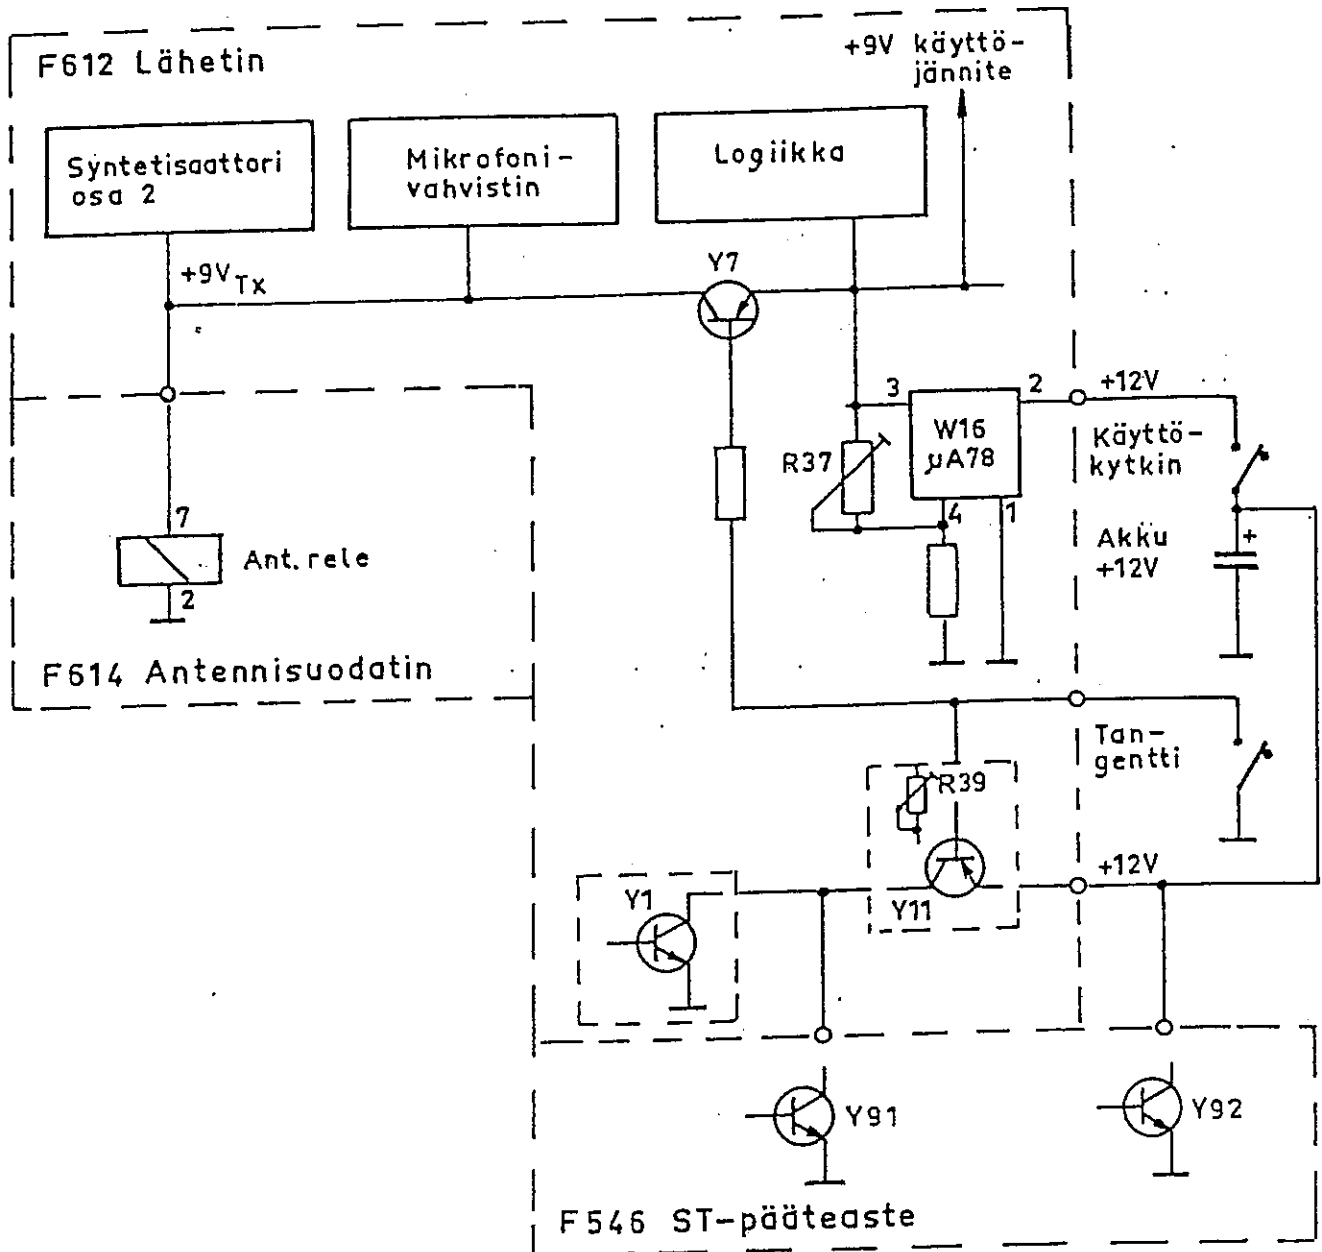 F612 Lähetin
+9V käyttö-
jännite
Syntetisaattori
osa 2
Mikrofoni-
vahvistin
Logiikka
+9V Tx
Y7
3
2
+12V
W16
µA78
R37
4
1
Käyttö-
kytkin
Akku
+12V
+
7
Ant. rele
2
F614 Antennisuodatin
Tan-
gentti
R39
+12V
Y1
Y11
Y91
Y92
F546 ST-pääteaste